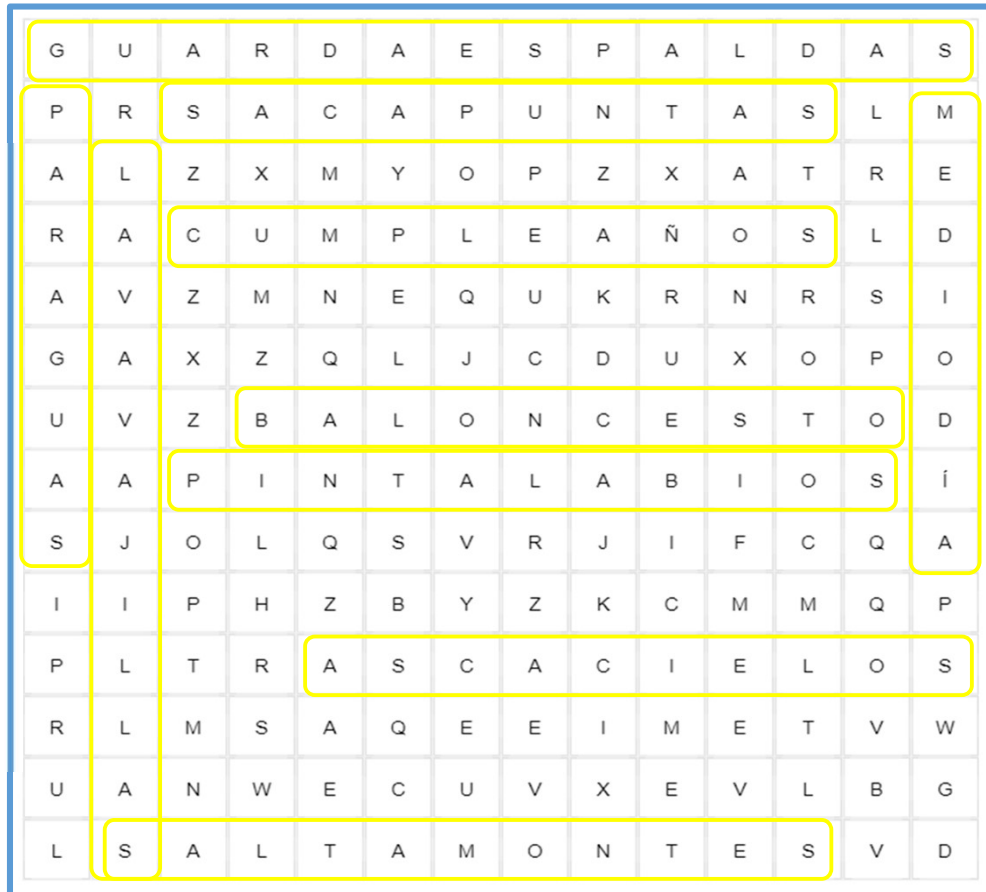 G U A R D A E S P A L D A S
P R S A C A P U N T A S L M
A L Z X M Y O P Z X A T R E
R A C U M P L E A Ñ O S L D
A V Z M N E Q U K R N R S I
G A X Z Q L J C D U X O P O
U V Z B A L O N C E S T O D
A A P I N T A L A B I O S Í
S J O L Q S V R J I F C Q A
I I P H Z B Y Z K C M M Q P
P L T R A S C A C I E L O S
R L M S A Q E E I M E T V W
U A N W E C U V X E V L B G
L S A L T A M O N T E S V D